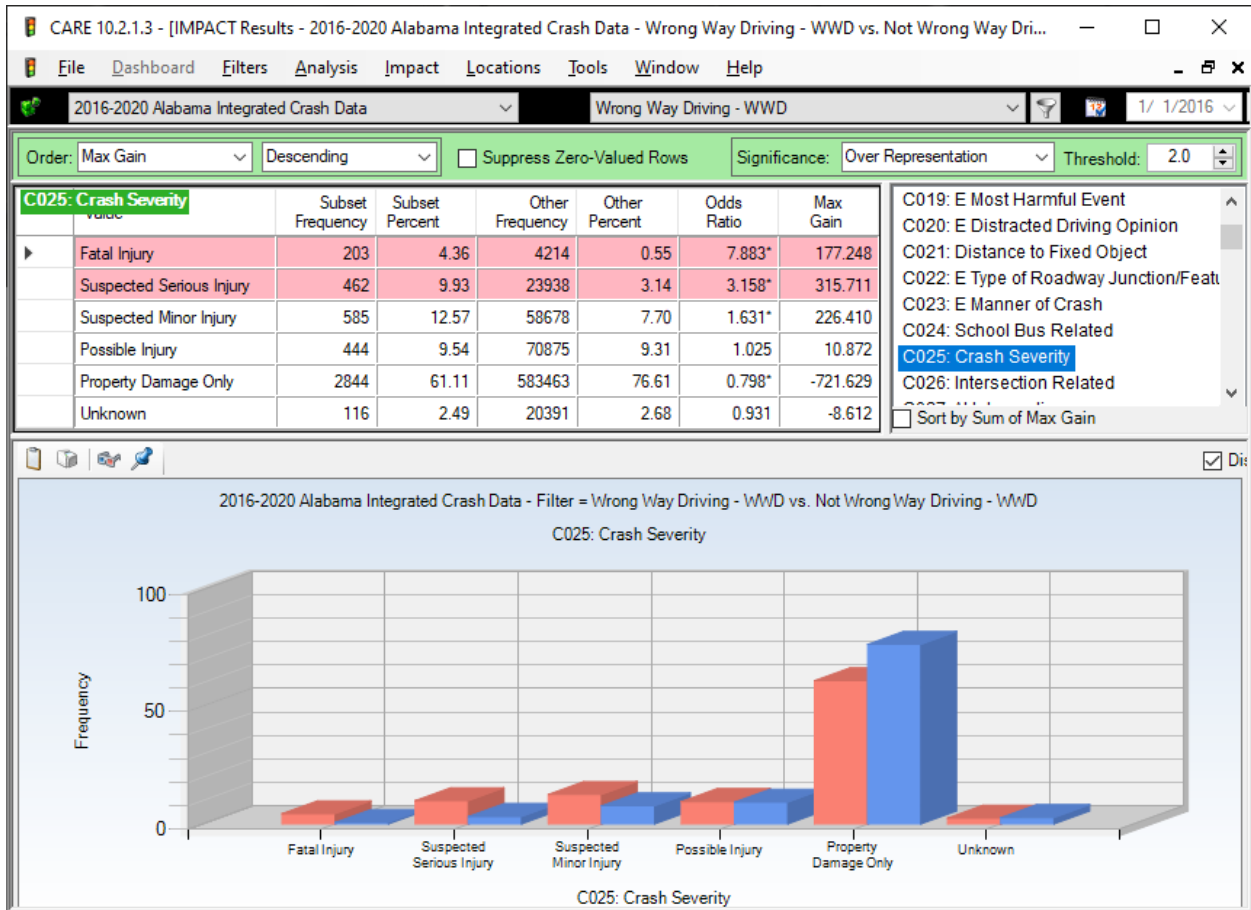 CARE 10.2.1.3 - [IMPACT Results - 2016-2020 Alabama Integrated Crash Data - Wrong Way Driving - WWD vs. Not Wrong Way Dri...
File Dashboard Filters Analysis Impact Locations Tools Window Help
2016-2020 Alabama Integrated Crash Data Wrong Way Driving - WWD 1/ 1/2016
Order: Max Gain Descending Suppress Zero-Valued Rows Significance: Over Representation Threshold: 2.0
C025: Crash Severity Subset Frequency Subset Percent Other Frequency Other Percent Odds Ratio Max Gain
Fatal Injury 203 4.36 4214 0.55 7.883* 177.248
Suspected Serious Injury 462 9.93 23938 3.14 3.158* 315.711
Suspected Minor Injury 585 12.57 58678 7.70 1.631* 226.410
Possible Injury 444 9.54 70875 9.31 1.025 10.872
Property Damage Only 2844 61.11 583463 76.61 0.798* -721.629
Unknown 116 2.49 20391 2.68 0.931 -8.612
C019: E Most Harmful Event
C020: E Distracted Driving Opinion
C021: Distance to Fixed Object
C022: E Type of Roadway Junction/Featu
C023: E Manner of Crash
C024: School Bus Related
C025: Crash Severity
C026: Intersection Related
Sort by Sum of Max Gain
Dis
2016-2020 Alabama Integrated Crash Data - Filter = Wrong Way Driving - WWD vs. Not Wrong Way Driving - WWD
C025: Crash Severity
100
50
0
Frequency
Fatal Injury
Suspected
Serious Injury
Suspected
Minor Injury
Possible Injury
Property
Damage Only
Unknown
C025: Crash Severity